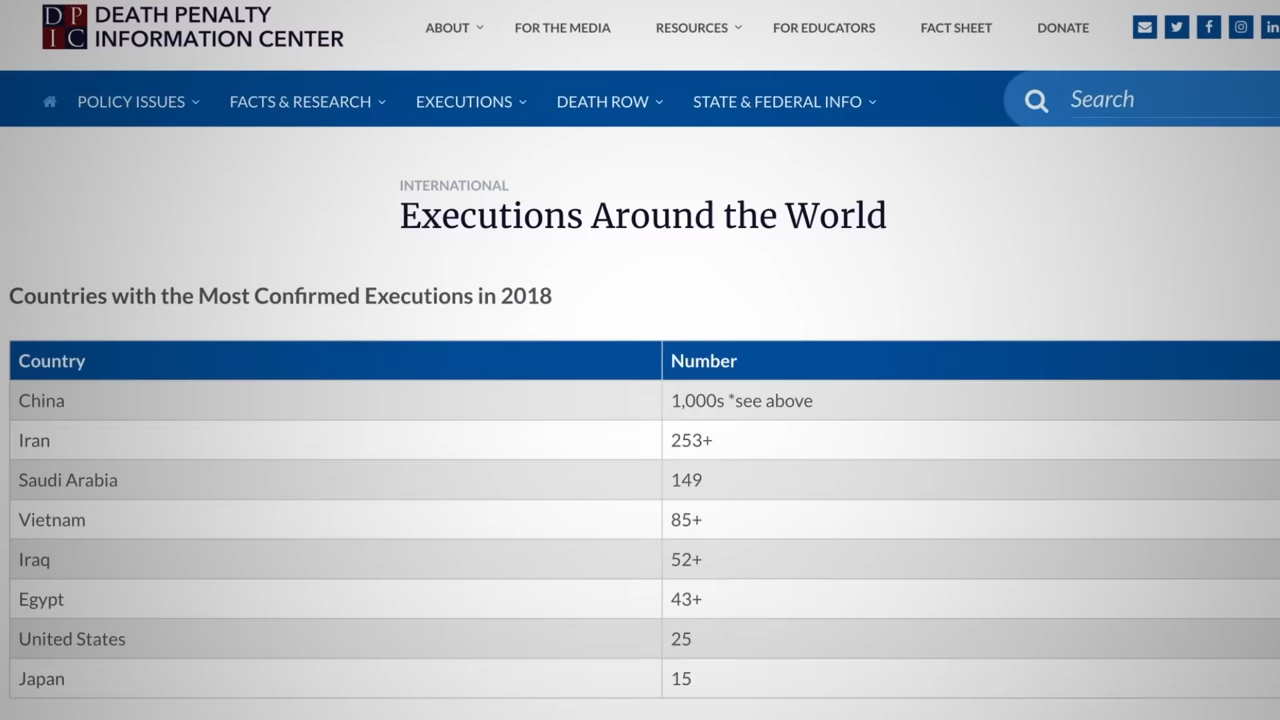 DPIC DEATH PENALTY INFORMATION CENTER
ABOUT
FOR THE MEDIA
RESOURCES
FOR EDUCATORS
FACT SHEET
DONATE
POLICY ISSUES
FACTS & RESEARCH
EXECUTIONS
DEATH ROW
STATE & FEDERAL INFO
Search
INTERNATIONAL
Executions Around the World
Countries with the Most Confirmed Executions in 2018
Country Number
China 1,000s *see above
Iran 253+
Saudi Arabia 149
Vietnam 85+
Iraq 52+
Egypt 43+
United States 25
Japan 15